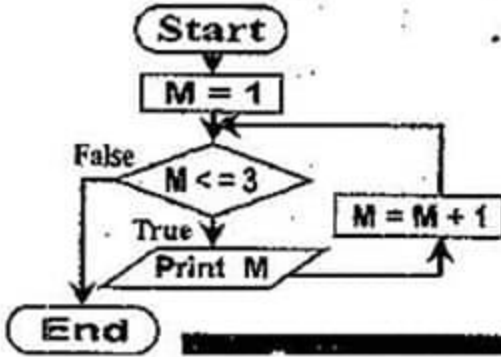 Start
M = 1
False
M <= 3
M = M + 1
True
Print M
End